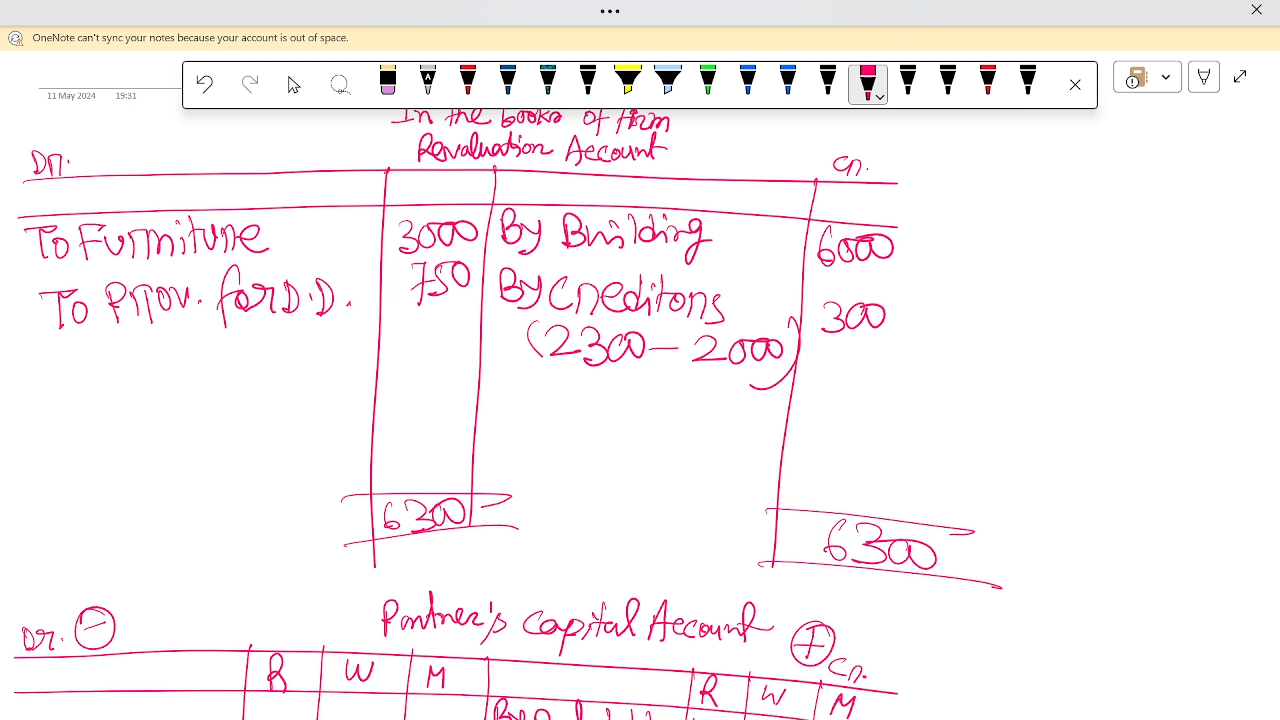 OneNote can't sync your notes because your account is out of space.
11 May 2024 19:31
In the books of firm
Revaluation Account
Dr. Cr.
To Furniture 3000 By Building 6000
To Prov. for D.D. 750 By Creditors 300
(2300 - 2000)
6300 6300
Partner's Capital Account
Dr. - + Cr.
R W M R W M